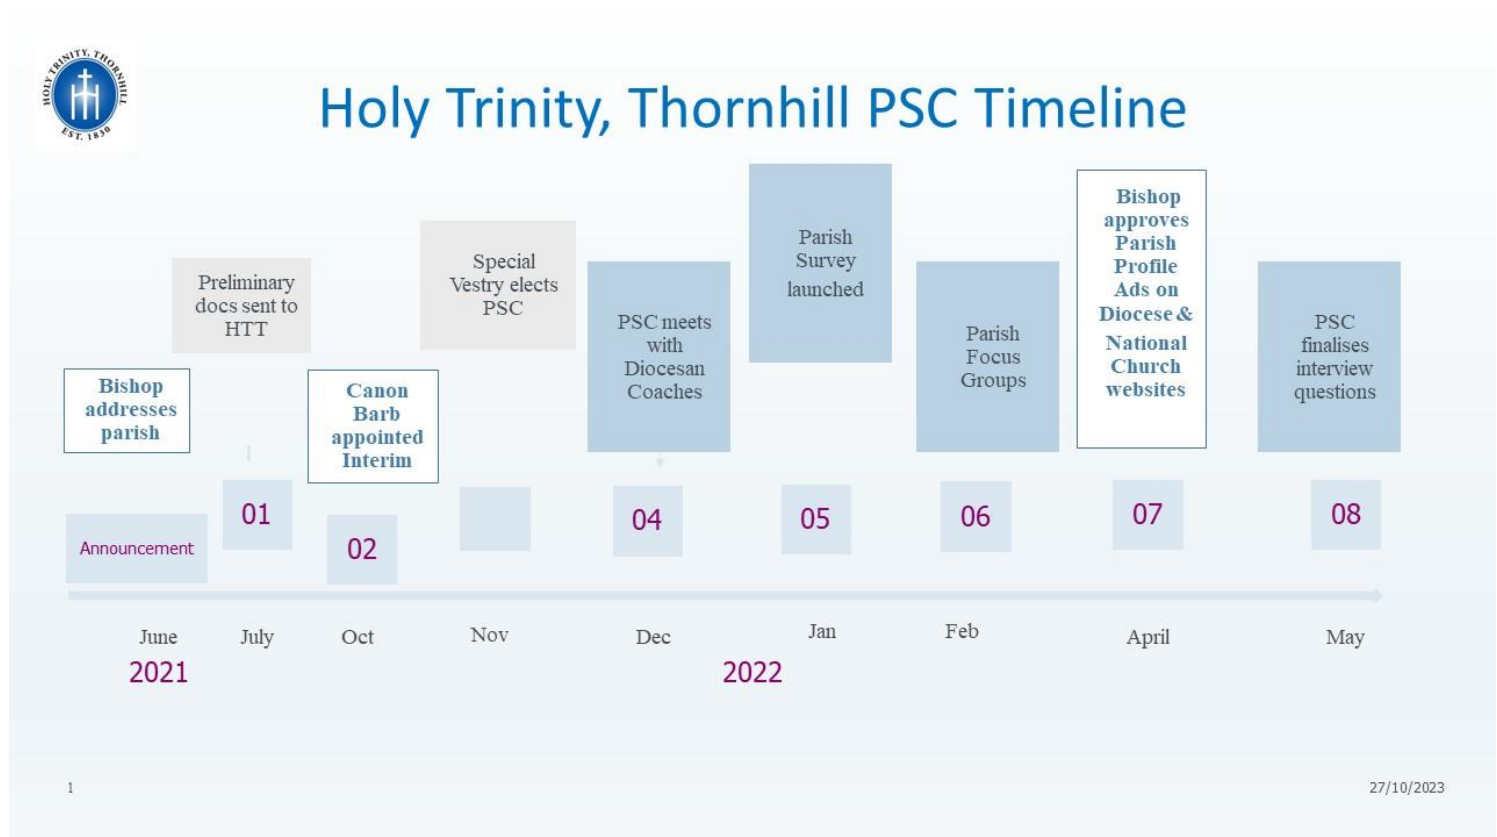 HOLY TRINITY, THORNHILL
EST. 1830
Holy Trinity, Thornhill PSC Timeline
Bishop
addresses
parish
Preliminary
docs sent to
HTT
Canon
Barb
appointed
Interim
Special
Vestry elects
PSC
PSC meets
with
Diocesan
Coaches
Parish
Survey
launched
Parish
Focus
Groups
Bishop
approves
Parish
Profile
Ads on
Diocese &
National
Church
websites
PSC
finalises
interview
questions
Announcement
01
02
04
05
06
07
08
June
July
Oct
Nov
Dec
Jan
Feb
April
May
2021
2022
1
27/10/2023